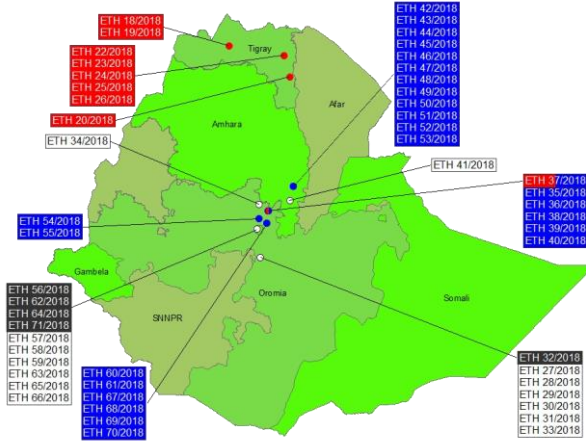 ETH 18/2018
ETH 19/2018
ETH 22/2018
ETH 23/2018
ETH 24/2018
ETH 25/2018
ETH 26/2018
ETH 20/2018
ETH 34/2018
Tigray
Afar
Amhara
ETH 42/2018
ETH 43/2018
ETH 44/2018
ETH 45/2018
ETH 46/2018
ETH 47/2018
ETH 48/2018
ETH 49/2018
ETH 50/2018
ETH 51/2018
ETH 52/2018
ETH 53/2018
ETH 41/2018
ETH 37/2018
ETH 35/2018
ETH 36/2018
ETH 38/2018
ETH 39/2018
ETH 40/2018
ETH 54/2018
ETH 55/2018
Gambela
SNNPR
Oromia
Somali
ETH 56/2018
ETH 62/2018
ETH 64/2018
ETH 71/2018
ETH 57/2018
ETH 58/2018
ETH 59/2018
ETH 63/2018
ETH 65/2018
ETH 66/2018
ETH 60/2018
ETH 61/2018
ETH 67/2018
ETH 68/2018
ETH 69/2018
ETH 70/2018
ETH 32/2018
ETH 27/2018
ETH 28/2018
ETH 29/2018
ETH 30/2018
ETH 31/2018
ETH 33/2018